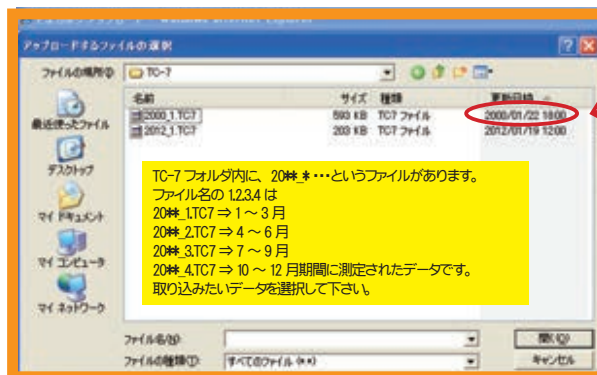 アップロードするファイルの選択
ファイルの場所(I): TC-7
名前 サイズ 種類 更新日時
2000_1.TC7 593 KB TC7 ファイル 2000/01/22 18:00
2012_1.TC7 203 KB TC7 ファイル 2012/01/19 12:00
最近使ったファイル
デスクトップ
マイ ドキュメント
マイ コンピュータ
マイ ネットワーク
TC-7 フォルダ内に、20**_*・・・というファイルがあります。
ファイル名の 1.2.3.4 は
20**_1.TC7 ⇒ 1 ～ 3 月
20**_2.TC7 ⇒ 4 ～ 6 月
20**_3.TC7 ⇒ 7 ～ 9 月
20**_4.TC7 ⇒ 10 ～ 12 月期間に測定されたデータです。
取り込みたいデータを選択して下さい。
ファイル名(N): 開く(O)
ファイルの種類(T): すべてのファイル (*.*) キャンセル